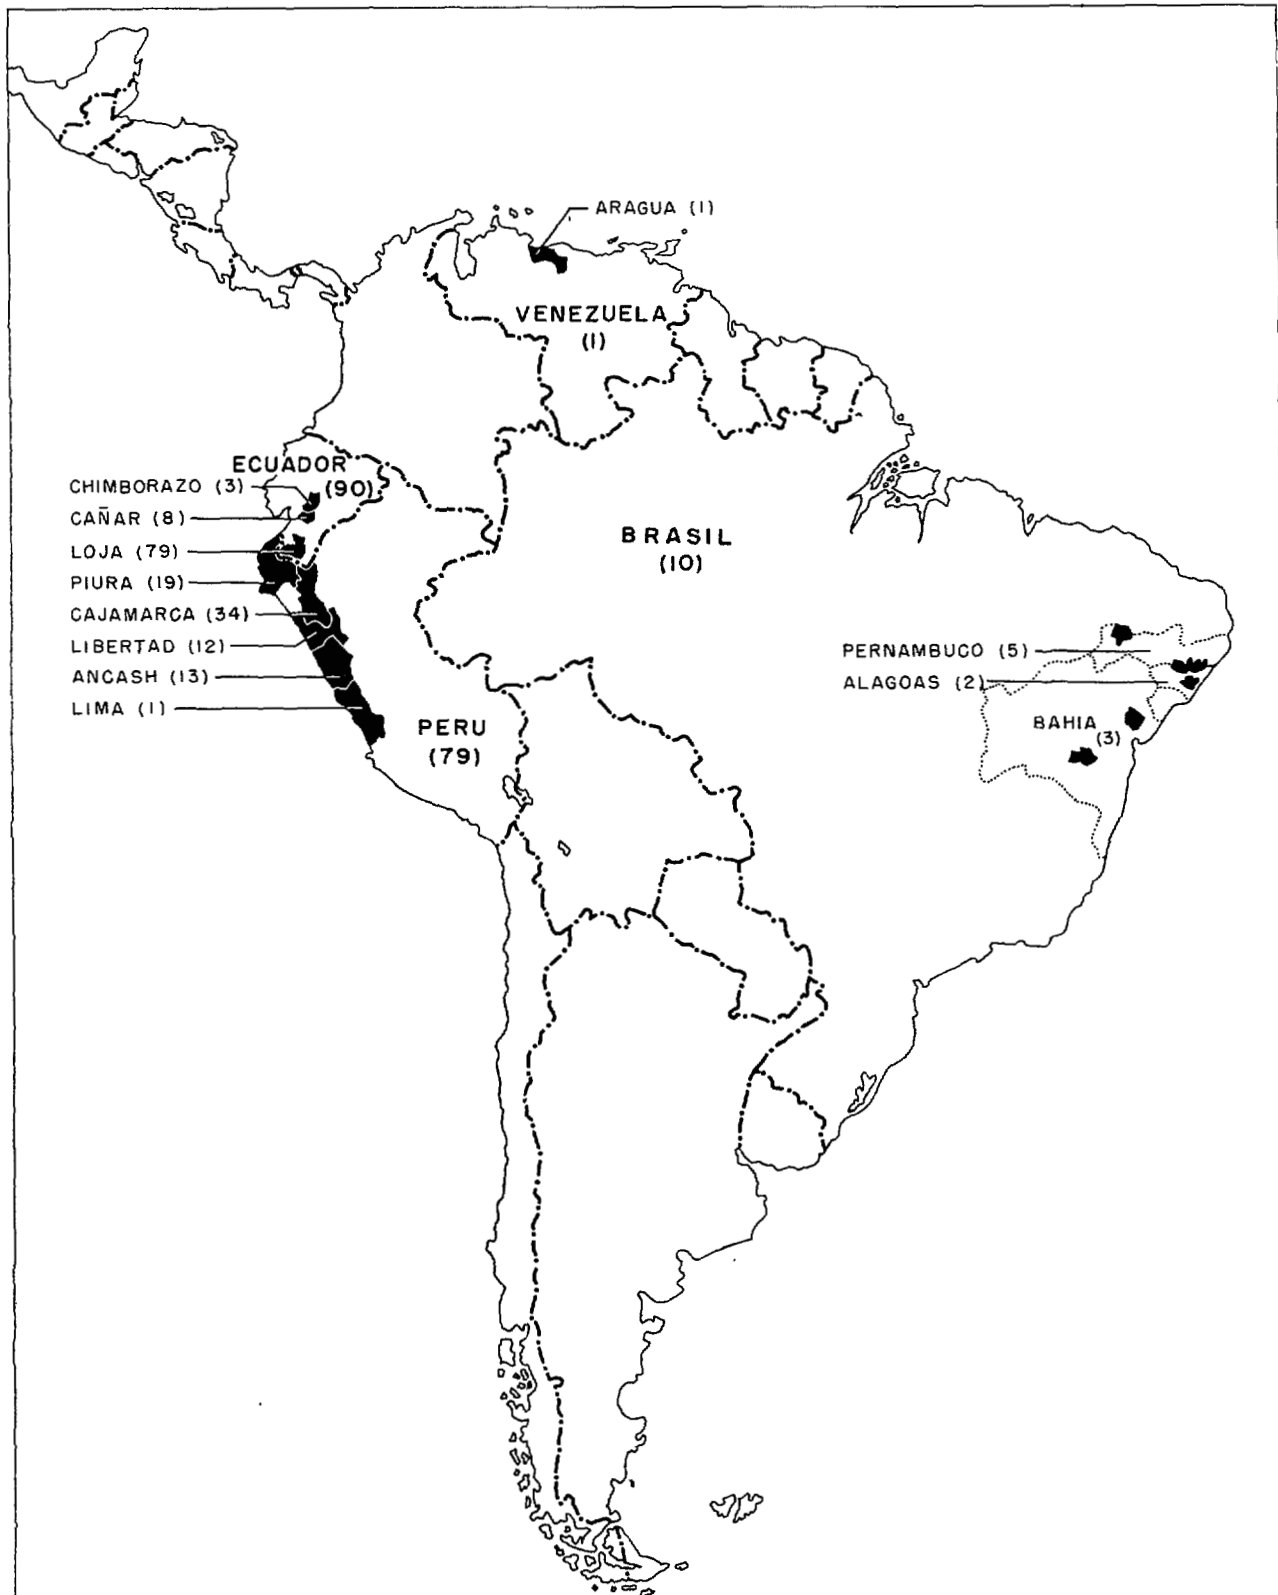 ARAGUA (1)
VENEZUELA
(1)
ECUADOR
(90)
CHIMBORAZO (3)
CAÑAR (8)
LOJA (79)
PIURA (19)
CAJAMARCA (34)
LIBERTAD (12)
ANCASH (13)
LIMA (1)
PERU
(79)
BRASIL
(10)
PERNAMBUCO (5)
ALAGOAS (2)
BAHIA
(3)